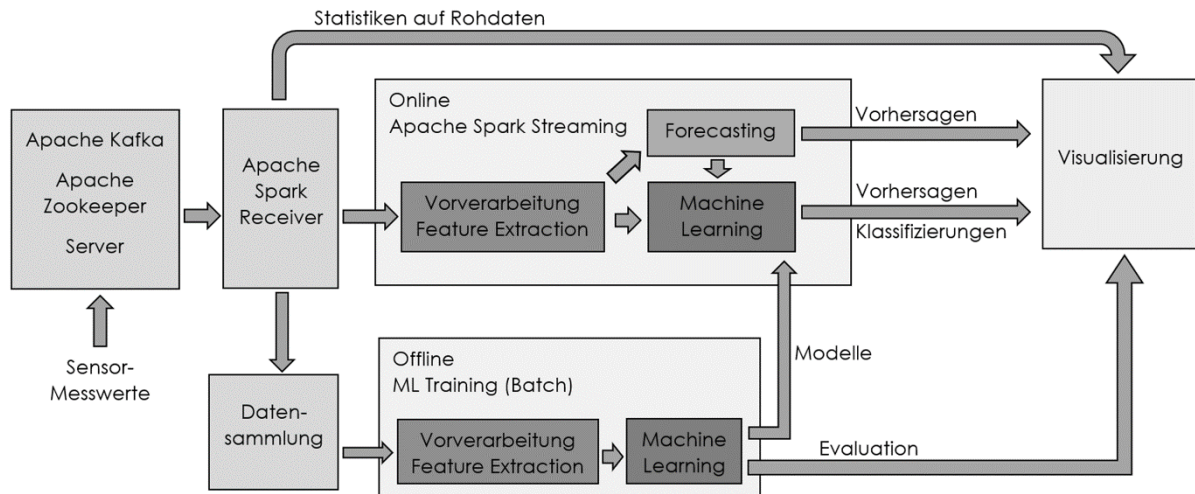 Statistiken auf Rohdaten
Apache Kafka
Apache
Zookeeper
Server
Sensor-
Messwerte
Apache
Spark
Receiver
Daten-
sammlung
Online
Apache Spark Streaming
Forecasting
Vorverarbeitung
Feature Extraction
Machine
Learning
Vorhersagen
Vorhersagen
Klassifizierungen
Visualisierung
Offline
ML Training (Batch)
Vorverarbeitung
Feature Extraction
Machine
Learning
Modelle
Evaluation